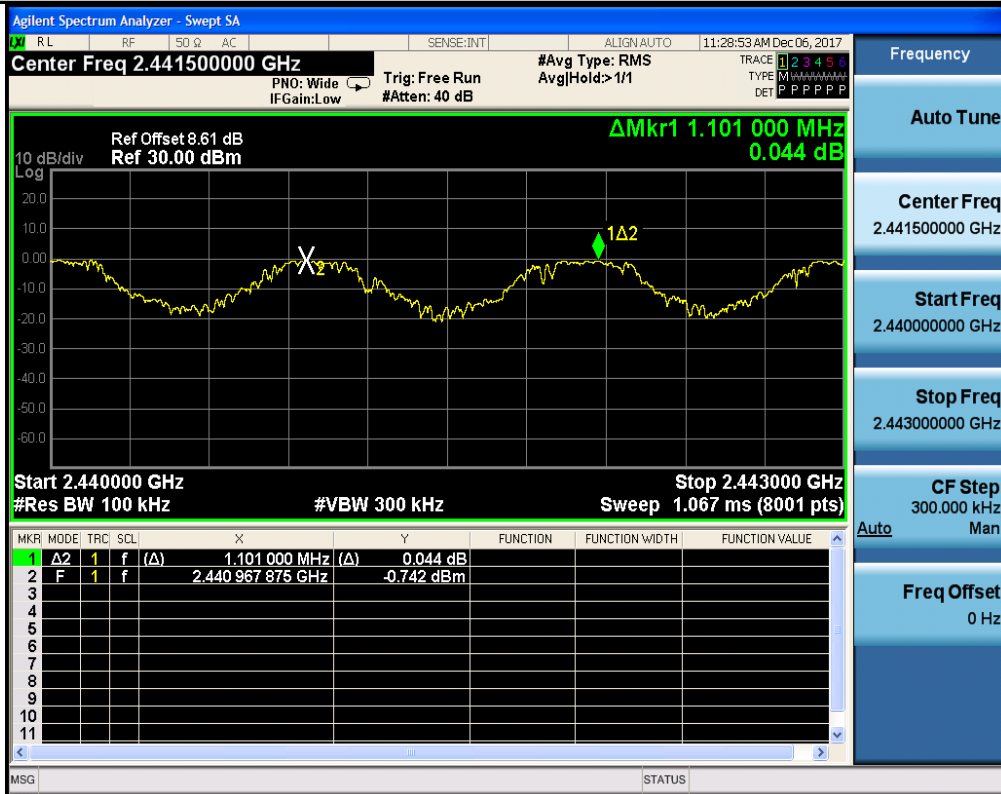 Agilent Spectrum Analyzer - Swept SA
LXI RL RF 50 Ω AC SENSE:INT ALIGN AUTO 11:28:53 AM Dec 06, 2017
Center Freq 2.441500000 GHz
PNO: Wide
IFGain:Low
Trig: Free Run
#Atten: 40 dB
#Avg Type: RMS
Avg|Hold:>1/1
TRACE 1 2 3 4 5 6
TYPE M
DET P P P P P P
Frequency
Auto Tune
Center Freq
2.441500000 GHz
Start Freq
2.440000000 GHz
Stop Freq
2.443000000 GHz
CF Step
300.000 kHz
Auto Man
Freq Offset
0 Hz
ΔMkr1 1.101 000 MHz
0.044 dB
Ref Offset 8.61 dB
10 dB/div Ref 30.00 dBm
Log
20.0
10.0
0.00
-10.0
-20.0
-30.0
-40.0
-50.0
-60.0
1Δ2
2
Start 2.440000 GHz Stop 2.443000 GHz
#Res BW 100 kHz #VBW 300 kHz Sweep 1.067 ms (8001 pts)
MKR MODE TRC SCL X Y FUNCTION FUNCTION WIDTH FUNCTION VALUE
1 Δ2 1 f (Δ) 1.101 000 MHz (Δ) 0.044 dB
2 F 1 f 2.440 967 875 GHz -0.742 dBm
3
4
5
6
7
8
9
10
11
MSG STATUS